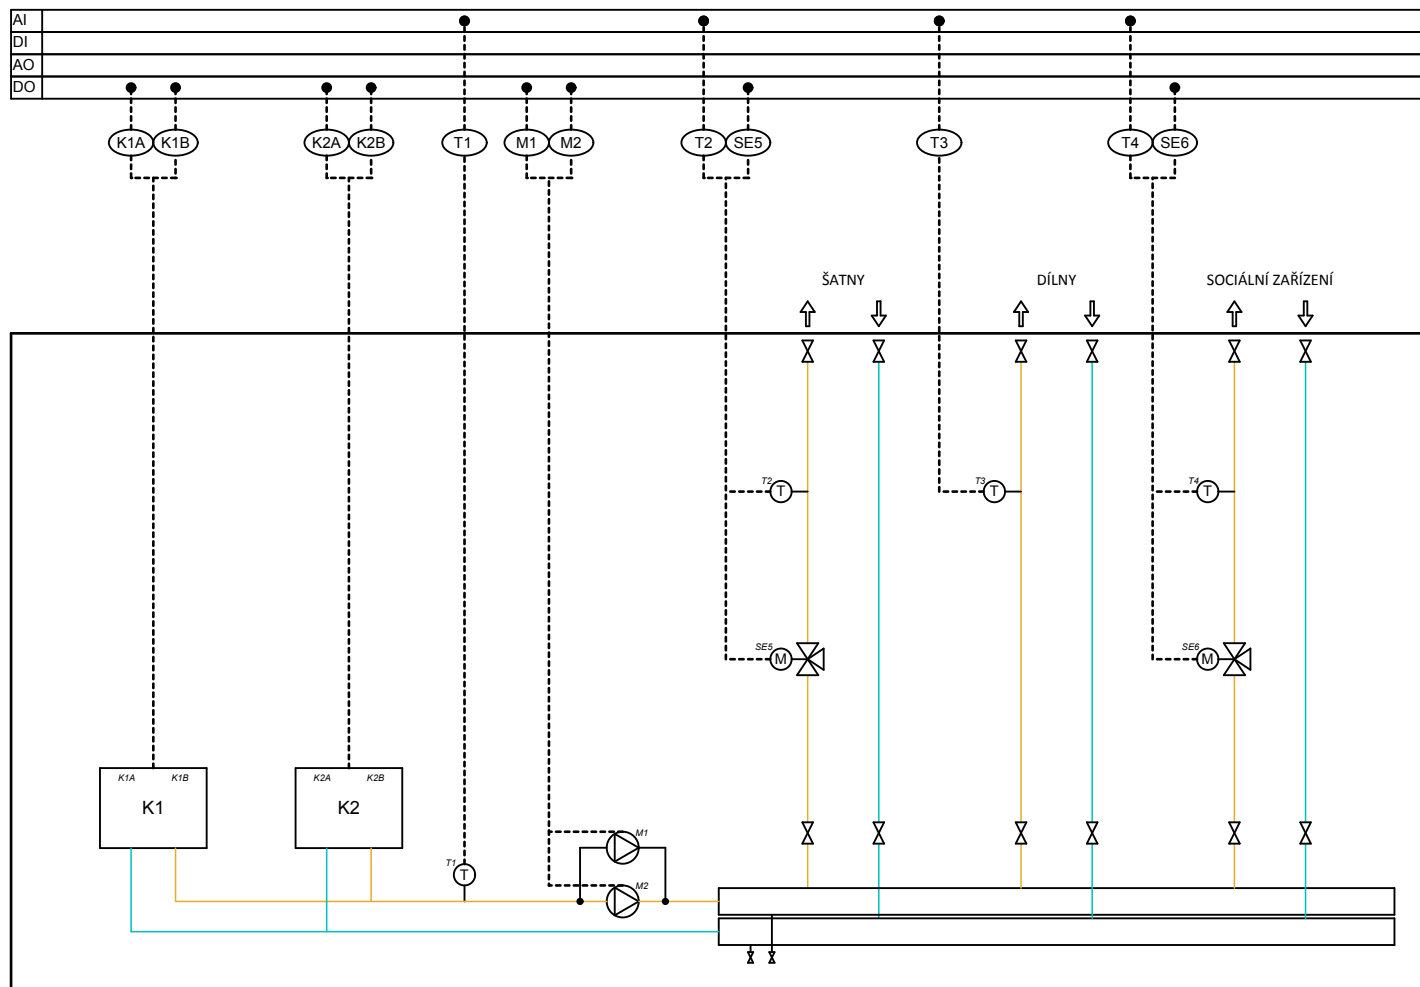 AI
DI
AO
DO
K1A K1B K2A K2B T1 M1 M2 T2 SE5 T3 T4 SE6
ŠATNY DÍLNY SOCIÁLNÍ ZAŘÍZENÍ
T2 T T3 T T4 T
SE5 M SE6 M
K1A K1B K2A K2B
K1 K2
M1
T1 T
M2